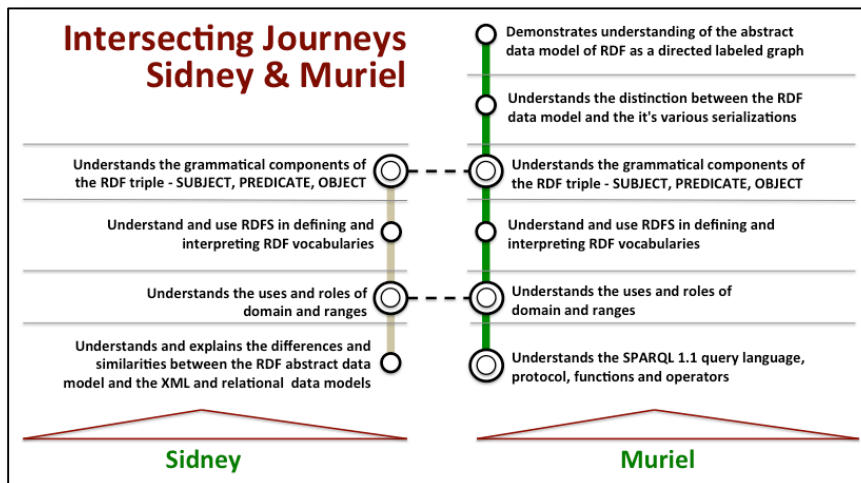 Intersecting Journeys
Sidney & Muriel
Understands the grammatical components of
the RDF triple - SUBJECT, PREDICATE, OBJECT
Understand and use RDFS in defining and
interpreting RDF vocabularies
Understands the uses and roles of
domain and ranges
Understands and explains the differences and
similarities between the RDF abstract data
model and the XML and relational data models
Sidney
Demonstrates understanding of the abstract
data model of RDF as a directed labeled graph
Understands the distinction between the RDF
data model and the it's various serializations
Understands the grammatical components of
the RDF triple - SUBJECT, PREDICATE, OBJECT
Understand and use RDFS in defining and
interpreting RDF vocabularies
Understands the uses and roles of
domain and ranges
Understands the SPARQL 1.1 query language,
protocol, functions and operators
Muriel